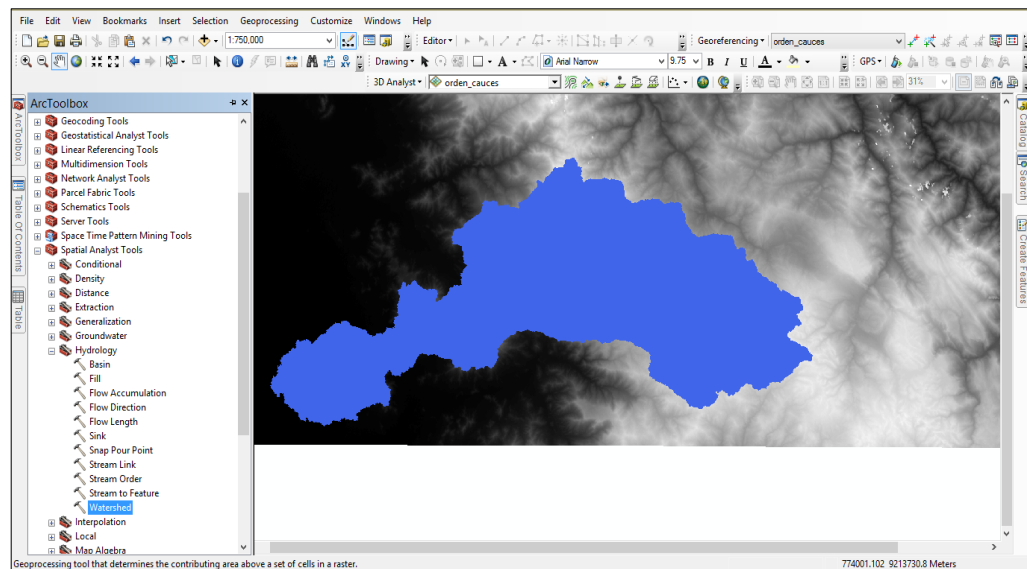 File Edit View Bookmarks Insert Selection Geoprocessing Customize Windows Help
1:750,000 Editor Georeferencing orden_cauces
Drawing A Arial Narrow 9.75 B I U A GPS
3D Analyst orden_cauces 31%
ArcToolbox
ArcToolbox
Table Of Contents
Table
Geocoding Tools
Geostatistical Analyst Tools
Linear Referencing Tools
Multidimension Tools
Network Analyst Tools
Parcel Fabric Tools
Schematics Tools
Server Tools
Space Time Pattern Mining Tools
Spatial Analyst Tools
Conditional
Density
Distance
Extraction
Generalization
Groundwater
Hydrology
Basin
Fill
Flow Accumulation
Flow Direction
Flow Length
Sink
Snap Pour Point
Stream Link
Stream Order
Stream to Feature
Watershed
Interpolation
Local
Map Algebra
Catalog
Search
Create Features
Geoprocessing tool that determines the contributing area above a set of cells in a raster.
774001.102 9213730.8 Meters